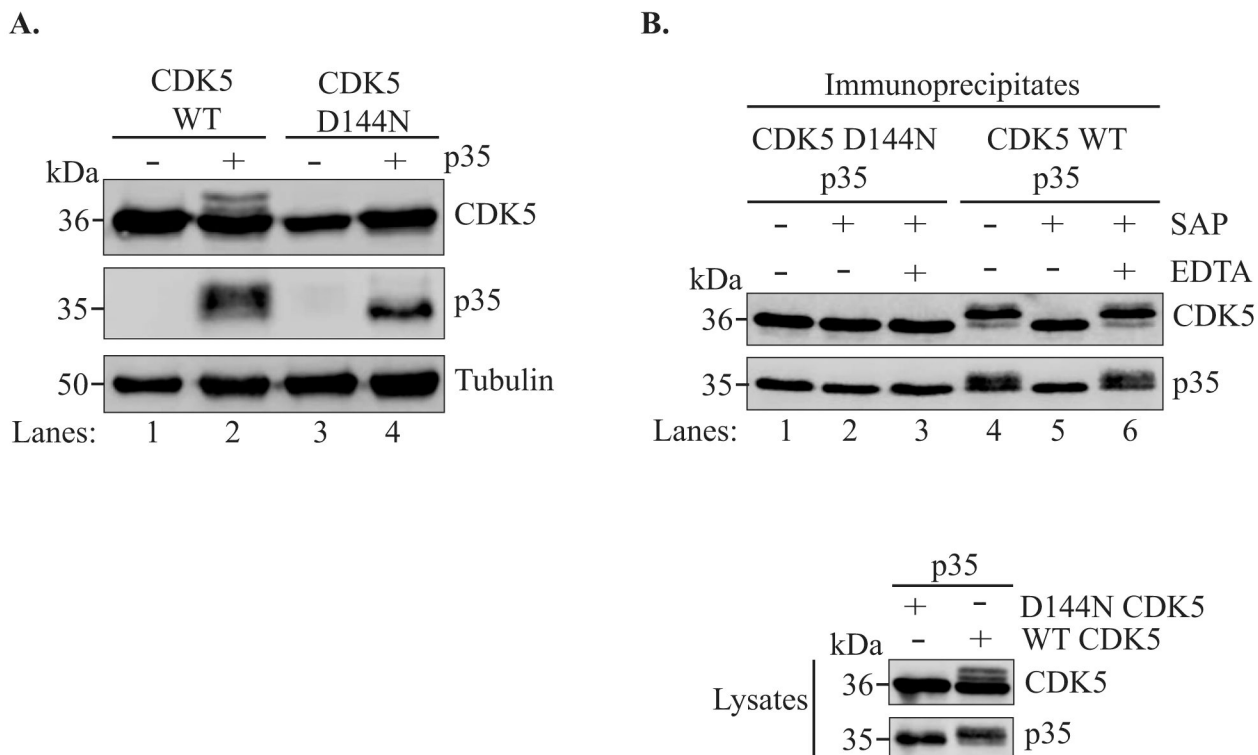 A.
CDK5 CDK5
WT D144N
- + - + p35
kDa
36 CDK5
35 p35
50 Tubulin
Lanes: 1 2 3 4
B.
Immunoprecipitates
CDK5 D144N CDK5 WT
p35 p35
- + + - + + SAP
- - + - - + EDTA
kDa
36 CDK5
35 p35
Lanes: 1 2 3 4 5 6
p35
+ - D144N CDK5
kDa - + WT CDK5
Lysates
36 CDK5
35 p35